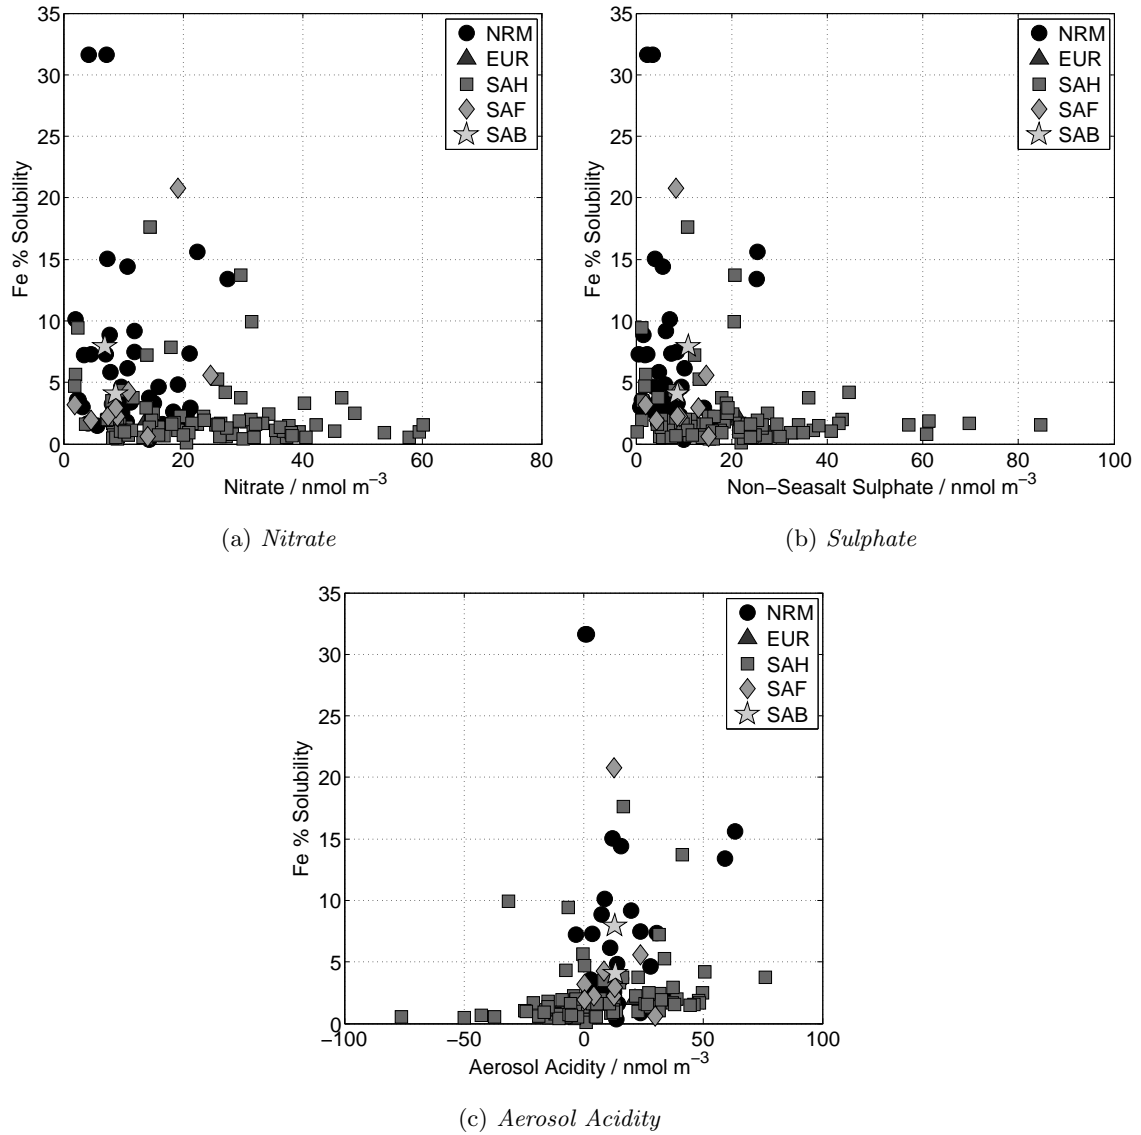 35
30
25
20
15
10
5
0
0 20 40 60 80
Fe % Solubility
Nitrate / nmol m⁻³
NRM
EUR
SAH
SAF
SAB
(a) Nitrate
35
30
25
20
15
10
5
0
0 20 40 60 80 100
Fe % Solubility
Non−Seasalt Sulphate / nmol m⁻³
NRM
EUR
SAH
SAF
SAB
(b) Sulphate
35
30
25
20
15
10
5
0
−100 −50 0 50 100
Fe % Solubility
Aerosol Acidity / nmol m⁻³
NRM
EUR
SAH
SAF
SAB
(c) Aerosol Acidity